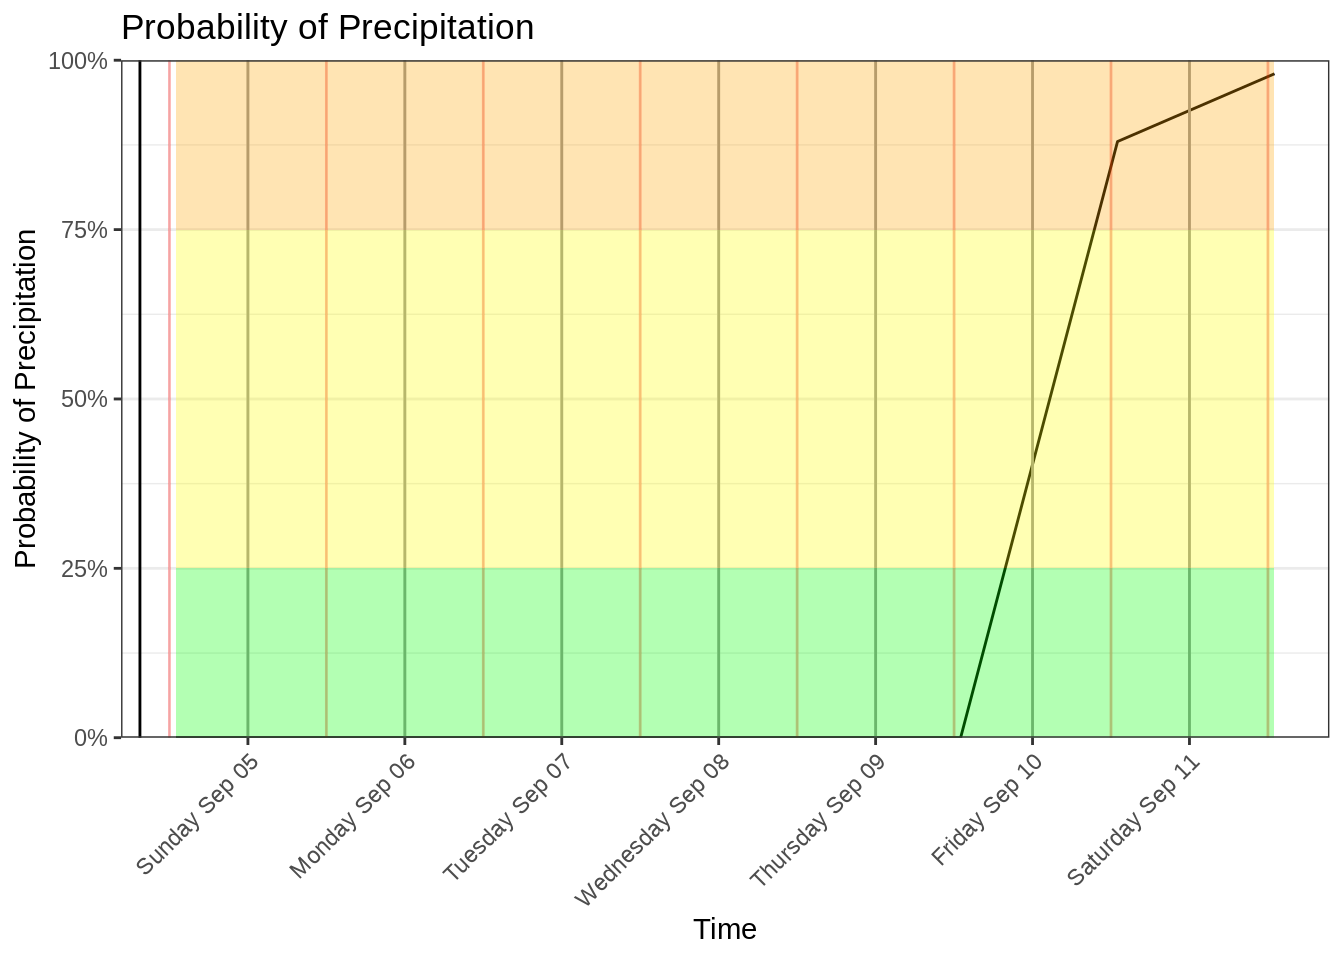 Probability of Precipitation
Probability of Precipitation
100%
75%
50%
25%
0%
Sunday Sep 05
Monday Sep 06
Tuesday Sep 07
Wednesday Sep 08
Thursday Sep 09
Friday Sep 10
Saturday Sep 11
Time